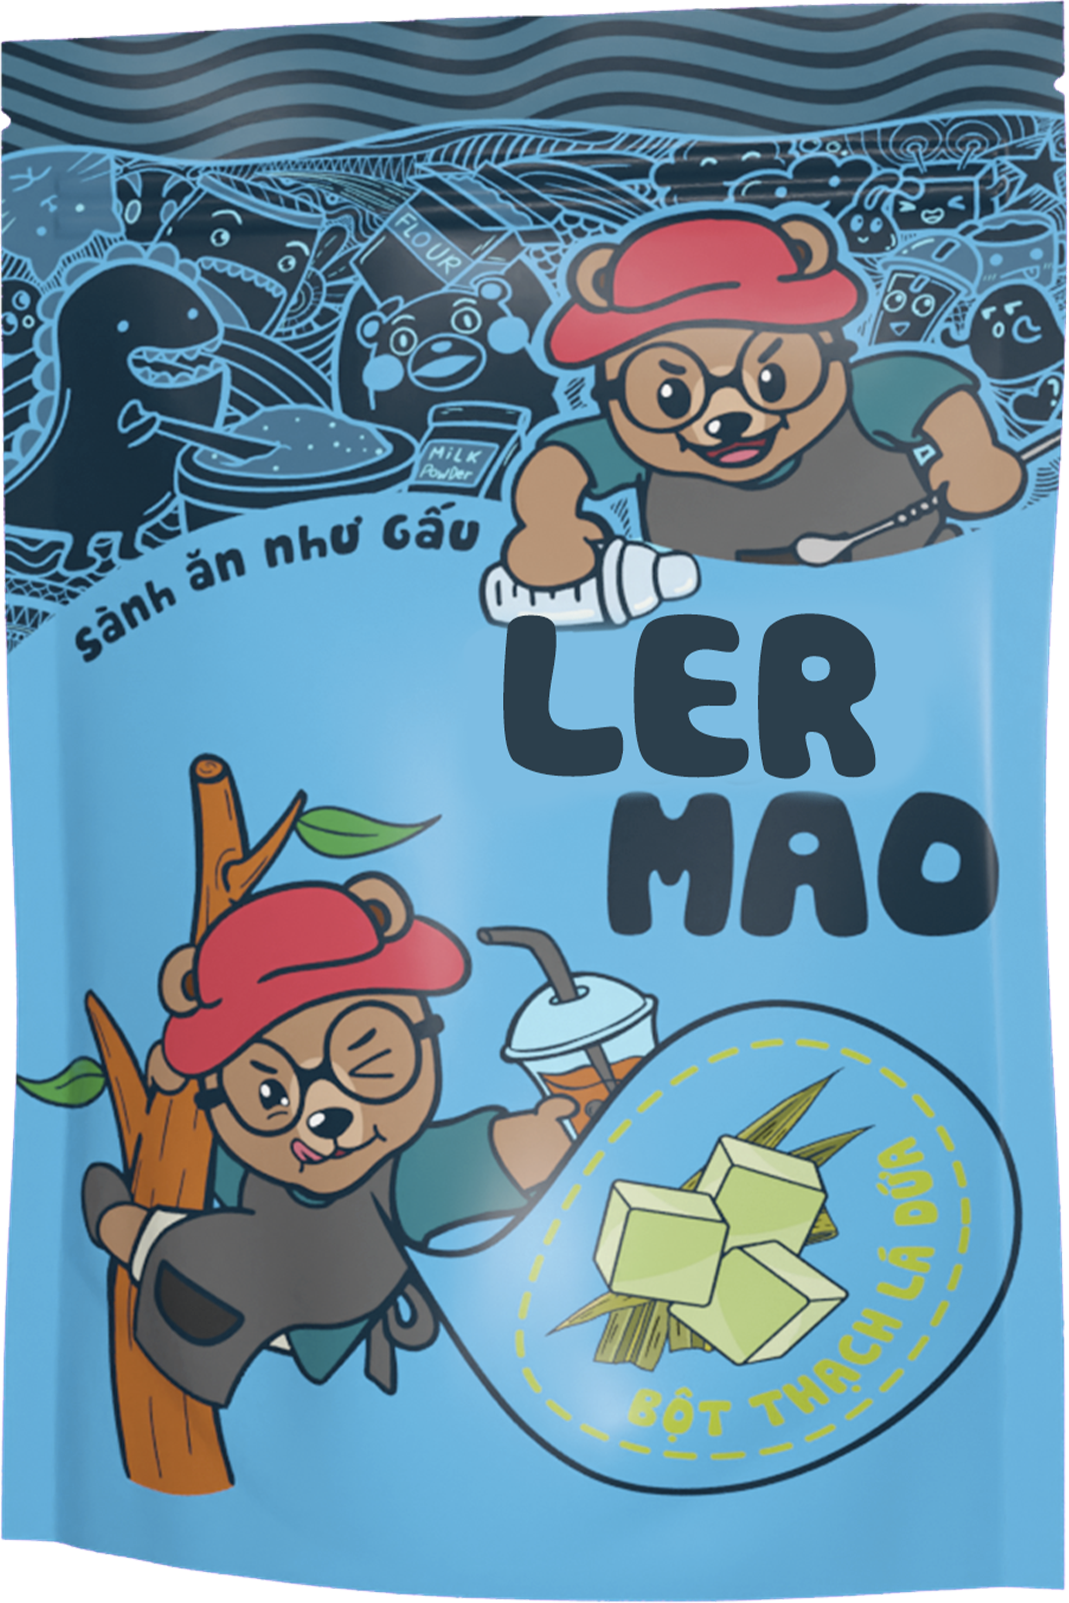 FLOUR
MiLK
PowDer
sành ăn như Gấu
LER
MAO
BỘT THẠCH LÁ DỨA